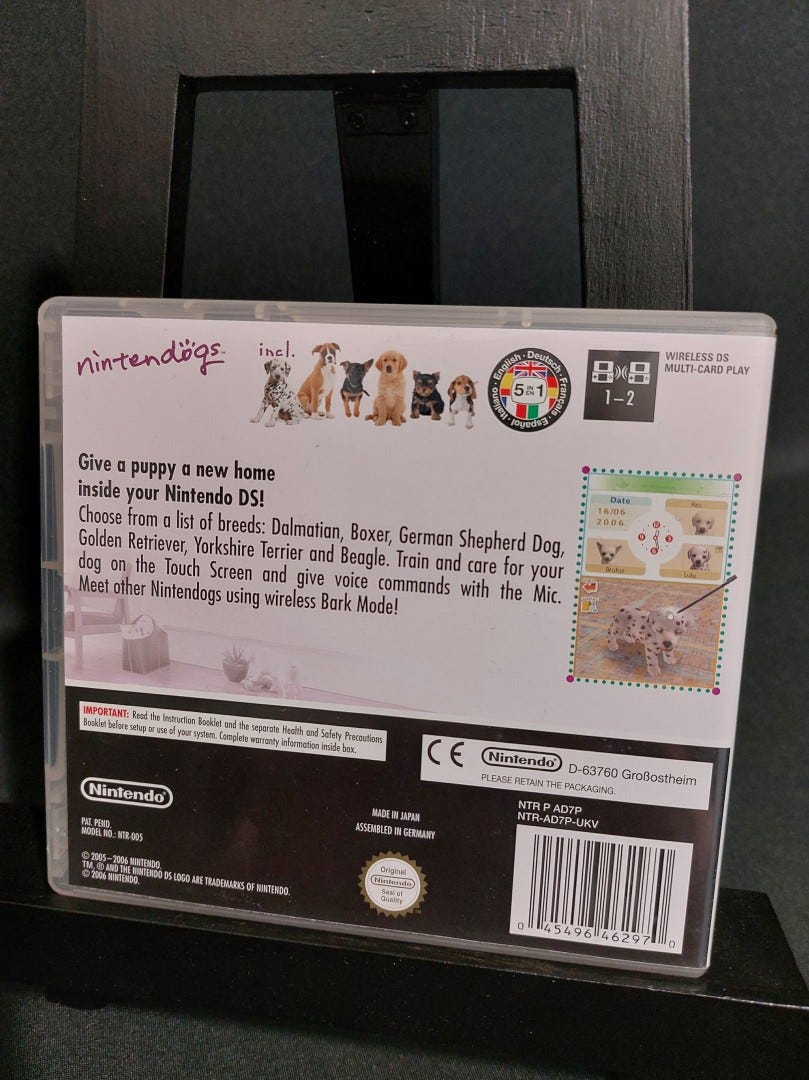 nintendogs™
incl.
English · Deutsch · Français · Español · Italiano ·
5 IN EN 1
WIRELESS DS
MULTI-CARD PLAY
1–2
Give a puppy a new home
inside your Nintendo DS!
Choose from a list of breeds: Dalmatian, Boxer, German Shepherd Dog,
Golden Retriever, Yorkshire Terrier and Beagle. Train and care for your
dog on the Touch Screen and give voice commands with the Mic.
Meet other Nintendogs using wireless Bark Mode!
Date
16/06
2006
Rex
12
3
6
9
Brutus
Lulu
IMPORTANT: Read the Instruction Booklet and the separate Health and Safety Precautions
Booklet before setup or use of your system. Complete warranty information inside box.
CE Nintendo® D-63760 Großostheim
PLEASE RETAIN THE PACKAGING.
Nintendo®
PAT. PEND.
MODEL NO.: NTR-005
MADE IN JAPAN
ASSEMBLED IN GERMANY
NTR P AD7P
NTR-AD7P-UKV
© 2005–2006 NINTENDO.
TM, ® AND THE NINTENDO DS LOGO ARE TRADEMARKS OF NINTENDO.
© 2006 NINTENDO.
Original
Nintendo
Seal of
Quality
0 45496 46297 0